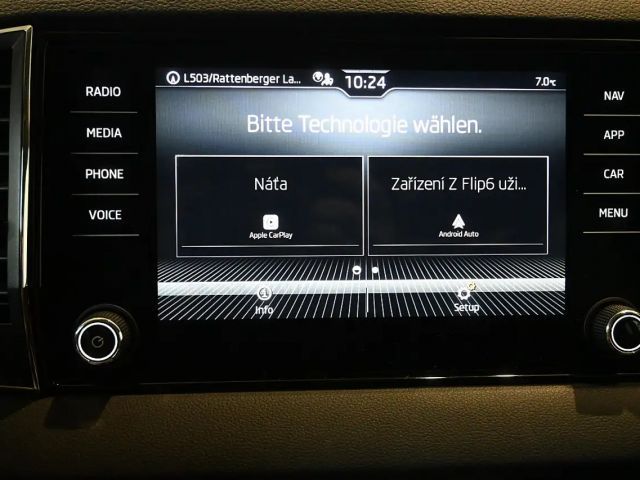 L503/Rattenberger La...
10:24
7.0°C
RADIO
MEDIA
PHONE
VOICE
NAV
APP
CAR
MENU
Bitte Technologie wählen.
Náťa
Apple CarPlay
Zařízení Z Flip6 uži...
Android Auto
Info
Setup